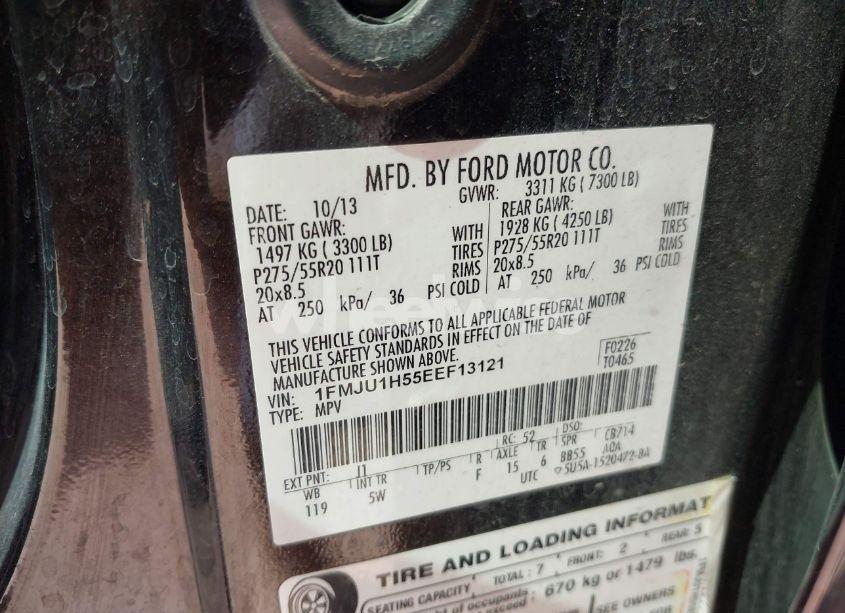 MFD. BY FORD MOTOR CO.
DATE: 10/13 GVWR: 3311 KG ( 7300 LB)
FRONT GAWR: REAR GAWR:
1497 KG ( 3300 LB) WITH 1928 KG ( 4250 LB) WITH
P275/55R20 111T TIRES P275/55R20 111T TIRES
20x8.5 RIMS 20x8.5 RIMS
AT 250 kPa/ 36 PSI COLD AT 250 kPa/ 36 PSI COLD
THIS VEHICLE CONFORMS TO ALL APPLICABLE FEDERAL MOTOR
VEHICLE SAFETY STANDARDS IN EFFECT ON THE DATE OF
MANUFACTURE SHOWN ABOVE.
F0226
T0465
VIN: 1FMJU1H55EEF13121
TYPE: MPV
EXT PNT: J1 RC: 52 DSO:
WB INT TR TP/PS R AXLE TR SPR CB714
119 5W F 15 6 BB55 AOA
UTC ▽5U5A-1520472-BA
TIRE AND LOADING INFORMAT
SEATING CAPACITY TOTAL: 7 FRONT: 2 REAR: 5
of occupants exceed : 670 kg or 1479 lbs.
SEE OWNERS